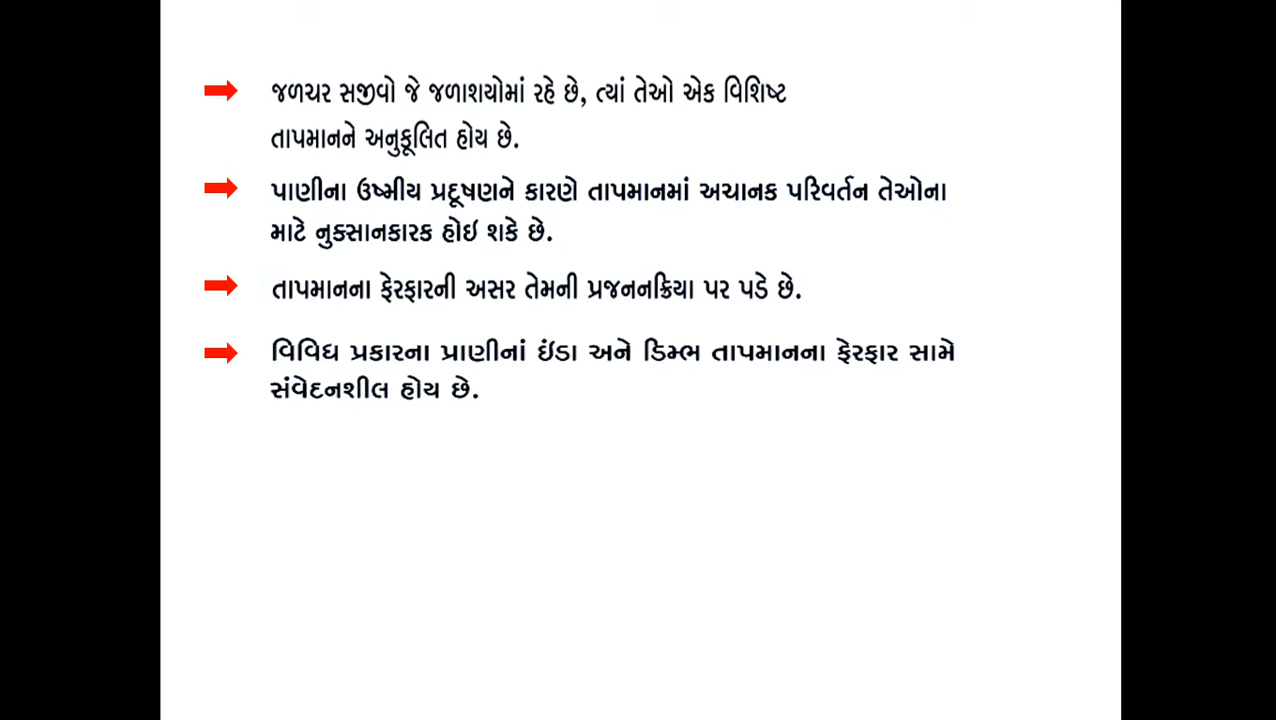 જળચર સજીવો જે જળાશયોમાં રહે છે, ત્યાં તેઓ એક વિશિષ્ટ
તાપમાનને અનુકૂલિત હોય છે.
પાણીના ઉષ્મીય પ્રદૂષણને કારણે તાપમાનમાં અચાનક પરિવર્તન તેઓના
માટે નુક્સાનકારક હોઇ શકે છે.
તાપમાનના ફેરફારની અસર તેમની પ્રજનનક્રિયા પર પડે છે.
વિવિધ પ્રકારના પ્રાણીનાં ઈંડા અને ડિમ્ભ તાપમાનના ફેરફાર સામે
સંવેદનશીલ હોય છે.